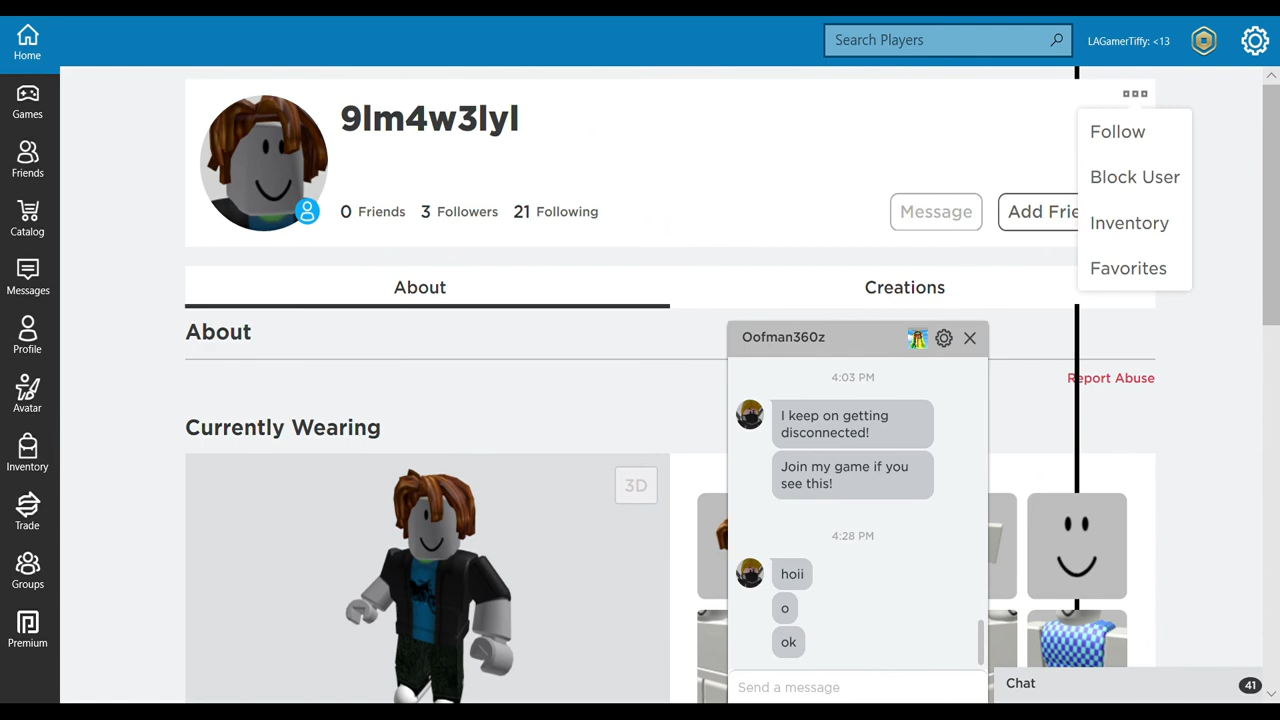 Home
Search Players
LAGamerTiffy: <13
Games
Friends
Catalog
Messages
Profile
Avatar
Inventory
Trade
Groups
Premium
9lm4w3lyl
0 Friends 3 Followers 21 Following
Message
Add Frie
Follow
Block User
Inventory
Favorites
About
Creations
About
Report Abuse
Currently Wearing
3D
Oofman360z
4:03 PM
I keep on getting
disconnected!
Join my game if you
see this!
4:28 PM
hoii
o
ok
Send a message
Chat
41